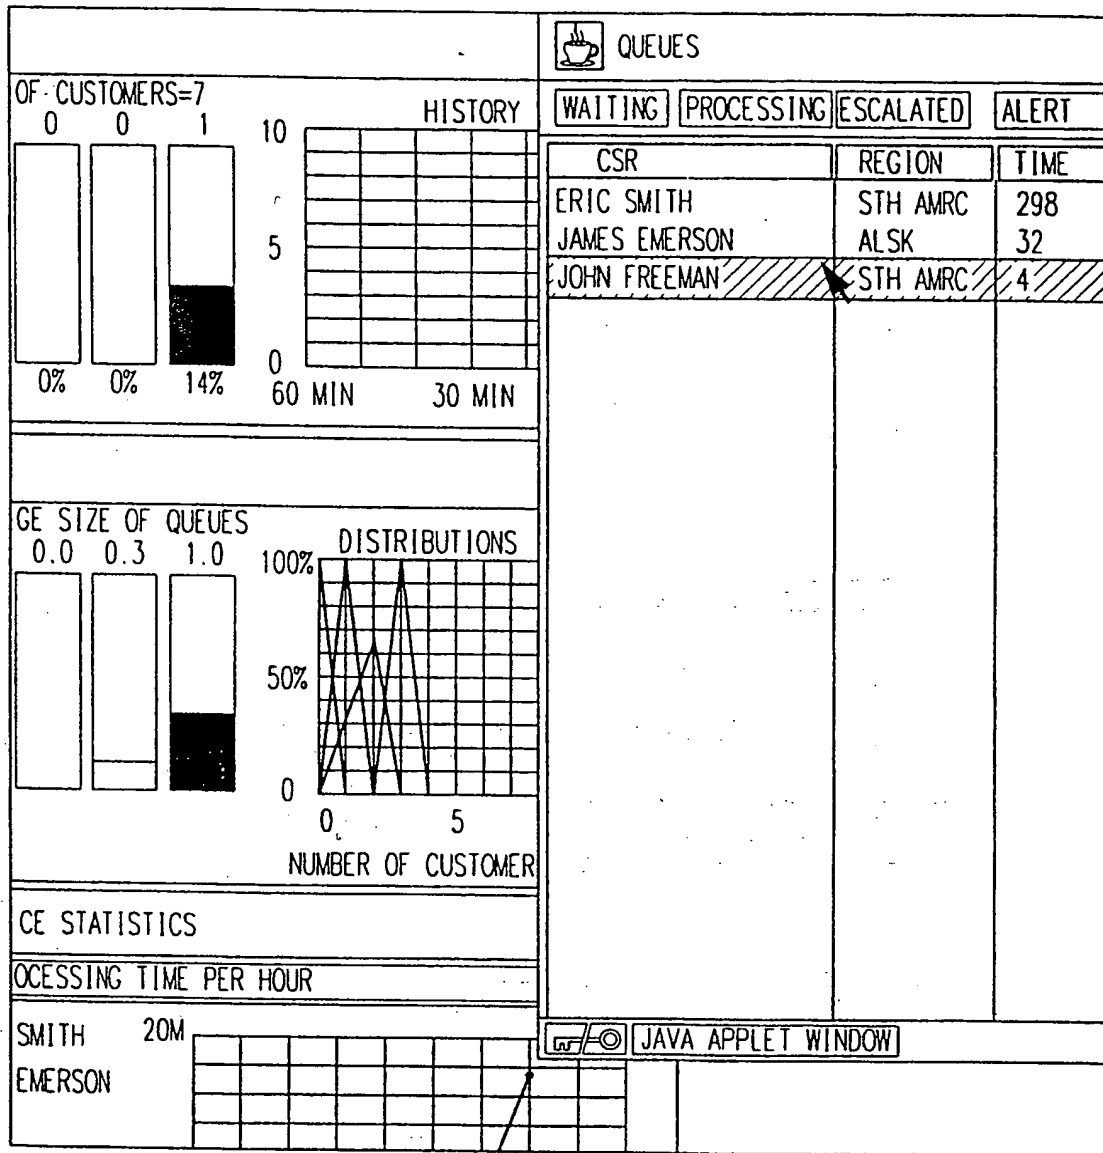 OF CUSTOMERS=7
0 0 1
HISTORY
10
5
0
0% 0% 14%
60 MIN 30 MIN
GE SIZE OF QUEUES
0.0 0.3 1.0
DISTRIBUTIONS
100%
50%
0
0 5
NUMBER OF CUSTOMER
CE STATISTICS
OCESSING TIME PER HOUR
SMITH 20M
EMERSON
QUEUES
WAITING PROCESSING ESCALATED ALERT
CSR REGION TIME
ERIC SMITH STH AMRC 298
JAMES EMERSON ALSK 32
JOHN FREEMAN STH AMRC 4
JAVA APPLET WINDOW